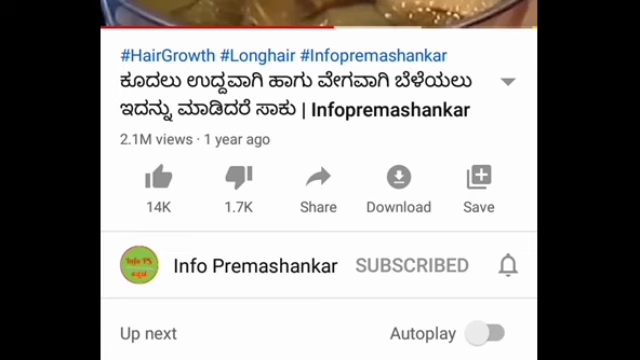 #HairGrowth #Longhair #Infopremashankar
ಕೂದಲು ಉದ್ದವಾಗಿ ಹಾಗು ವೇಗವಾಗಿ ಬೆಳೆಯಲು
ಇದನ್ನು ಮಾಡಿದರೆ ಸಾಕು | Infopremashankar
2.1M views · 1 year ago
14K 1.7K Share Download Save
Info Premashankar SUBSCRIBED
Up next Autoplay